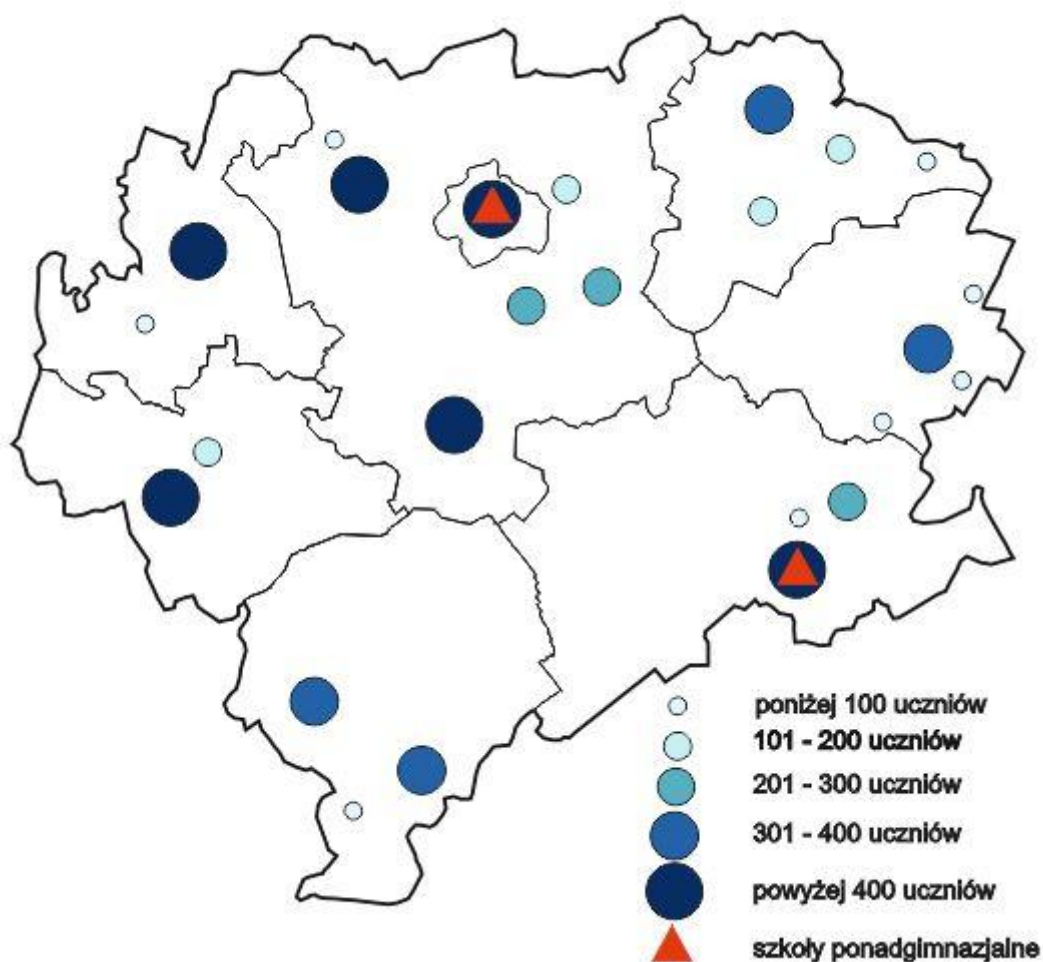 poniżej 100 uczniów
101 - 200 uczniów
201 - 300 uczniów
301 - 400 uczniów
powyżej 400 uczniów
szkoły ponadgimnazjalne